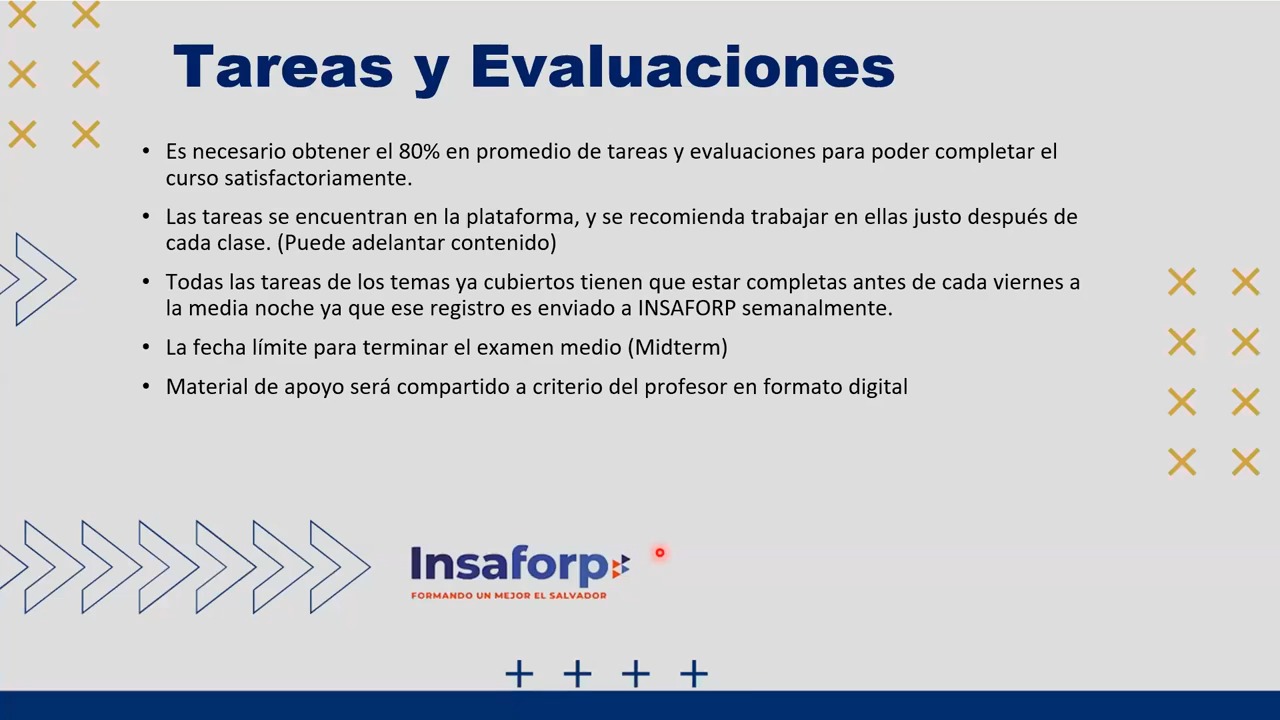 Tareas y Evaluaciones
• Es necesario obtener el 80% en promedio de tareas y evaluaciones para poder completar el
curso satisfactoriamente.
• Las tareas se encuentran en la plataforma, y se recomienda trabajar en ellas justo después de
cada clase. (Puede adelantar contenido)
• Todas las tareas de los temas ya cubiertos tienen que estar completas antes de cada viernes a
la media noche ya que ese registro es enviado a INSAFORP semanalmente.
• La fecha límite para terminar el examen medio (Midterm)
• Material de apoyo será compartido a criterio del profesor en formato digital
Insaforp
FORMANDO UN MEJOR EL SALVADOR